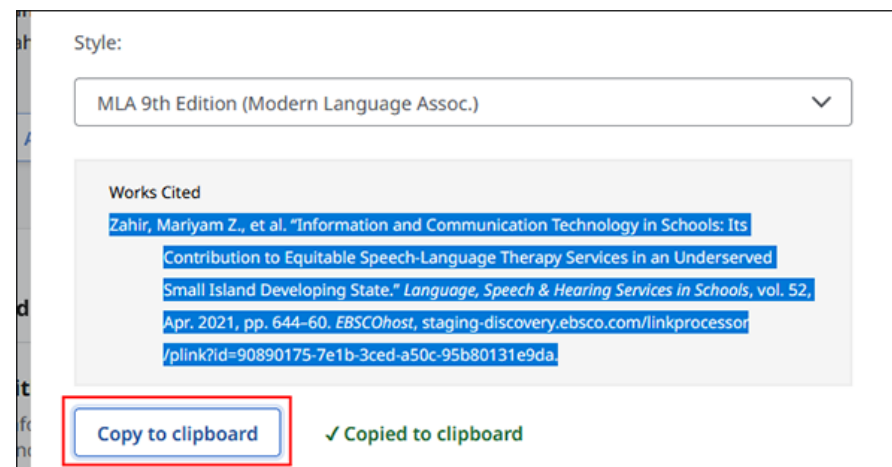 Style:
MLA 9th Edition (Modern Language Assoc.)
Works Cited
Zahir, Mariyam Z., et al. “Information and Communication Technology in Schools: Its
Contribution to Equitable Speech-Language Therapy Services in an Underserved
Small Island Developing State.” Language, Speech & Hearing Services in Schools, vol. 52,
Apr. 2021, pp. 644–60. EBSCOhost, staging-discovery.ebsco.com/linkprocessor
/plink?id=90890175-7e1b-3ced-a50c-95b80131e9da.
Copy to clipboard ✓ Copied to clipboard